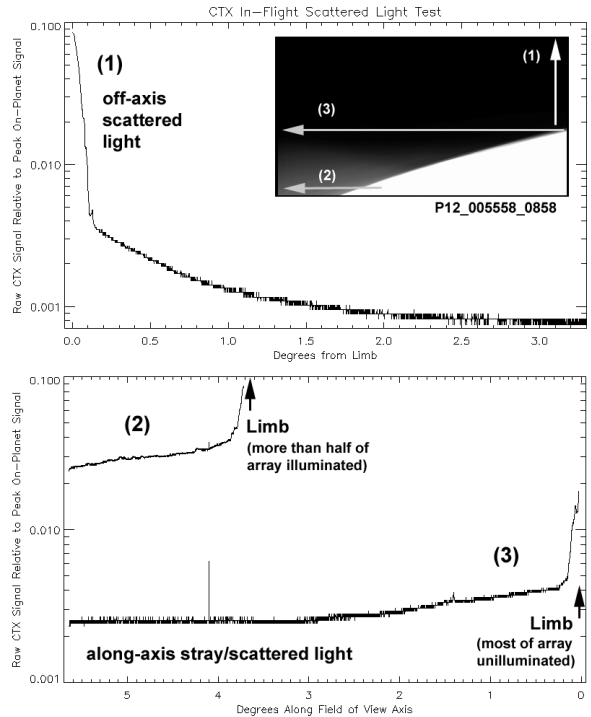 CTX In-Flight Scattered Light Test
Raw CTX Signal Relative to Peak On-Planet Signal
0.100
0.010
0.001
(1)
off-axis
scattered
light
(1)
(3)
(2)
P12_005558_0858
0.0 0.5 1.0 1.5 2.0 2.5 3.0
Degrees from Limb
Raw CTX Signal Relative to Peak On-Planet Signal
0.100
0.010
0.001
(2)
Limb
(more than half of
array illuminated)
(3)
Limb
(most of array
unilluminated)
along-axis stray/scattered light
5 4 3 2 1 0
Degrees Along Field of View Axis